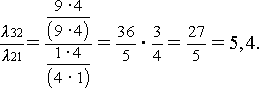 λ32/λ21 = (9·4/(9·4))/(1·4/(4·1)) = 36/5 · 3/4 = 27/5 = 5,4.